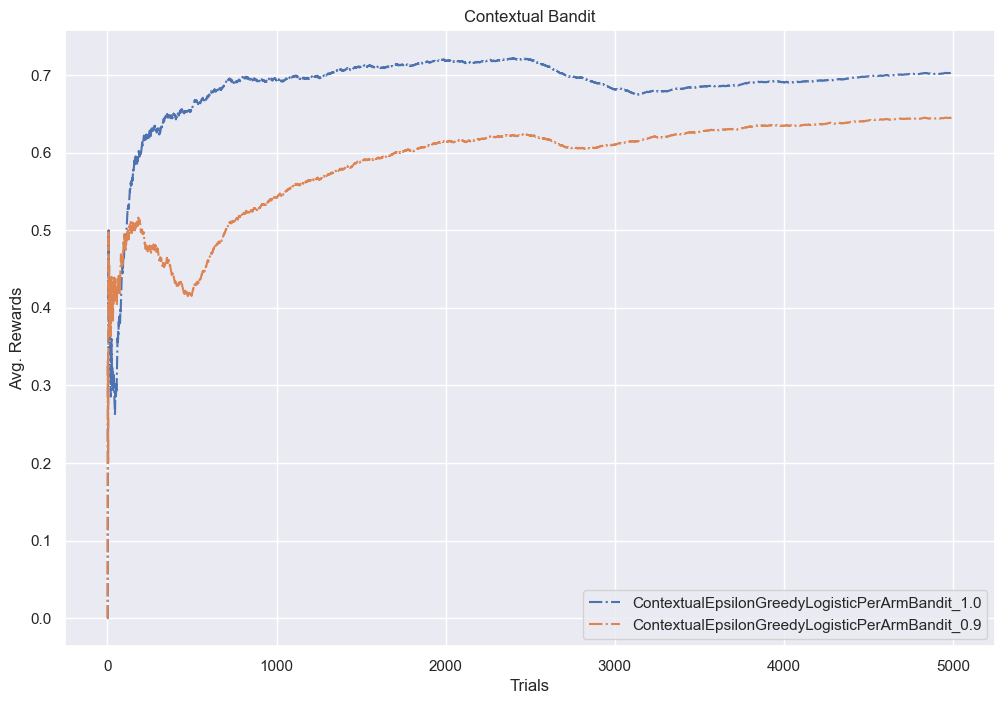 Contextual Bandit
Avg. Rewards
0.7
0.6
0.5
0.4
0.3
0.2
0.1
0.0
ContextualEpsilonGreedyLogisticPerArmBandit_1.0
ContextualEpsilonGreedyLogisticPerArmBandit_0.9
0 1000 2000 3000 4000 5000
Trials